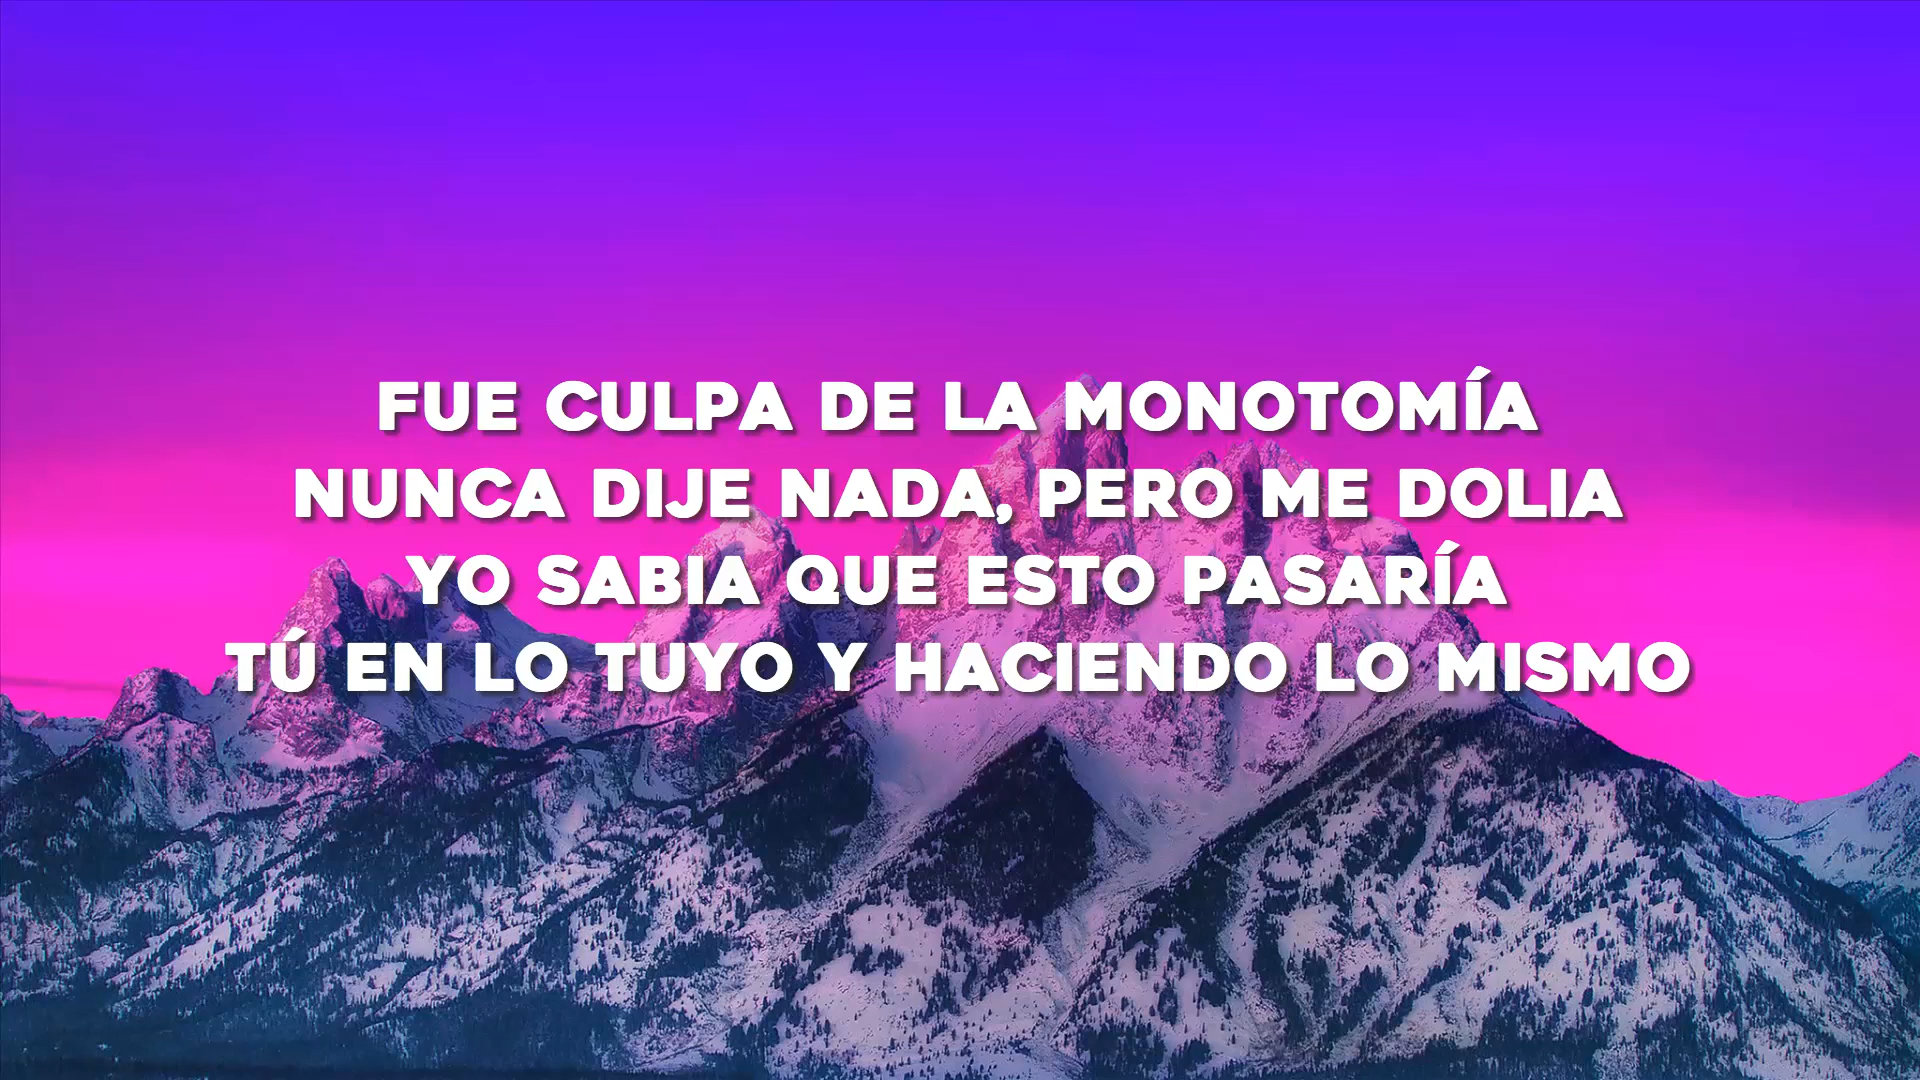 FUE CULPA DE LA MONOTOMÍA
NUNCA DIJE NADA, PERO ME DOLIA
YO SABIA QUE ESTO PASARÍA
TÚ EN LO TUYO Y HACIENDO LO MISMO